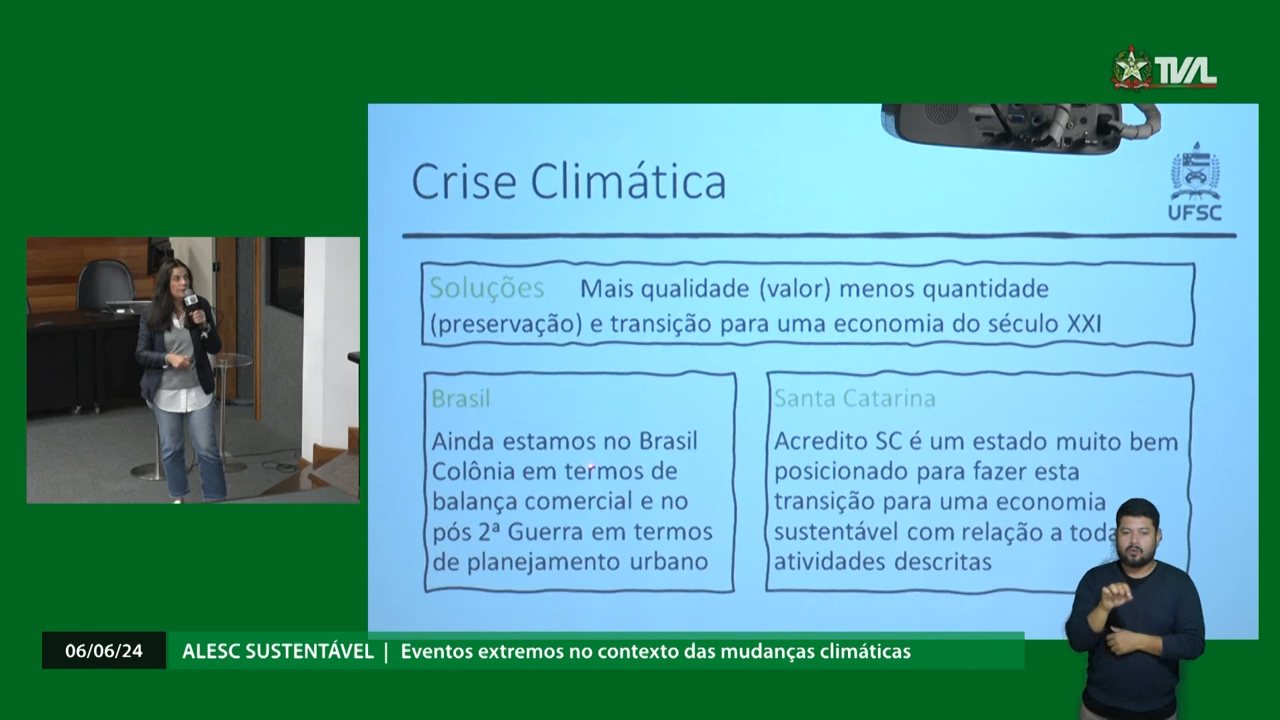 TVAL
Crise Climática
UFSC
Soluções Mais qualidade (valor) menos quantidade
(preservação) e transição para uma economia do século XXI
Brasil
Ainda estamos no Brasil
Colônia em termos de
balança comercial e no
pós 2ª Guerra em termos
de planejamento urbano
Santa Catarina
Acredito SC é um estado muito bem
posicionado para fazer esta
transição para uma economia
sustentável com relação a toda
atividades descritas
06/06/24
ALESC SUSTENTÁVEL | Eventos extremos no contexto das mudanças climáticas